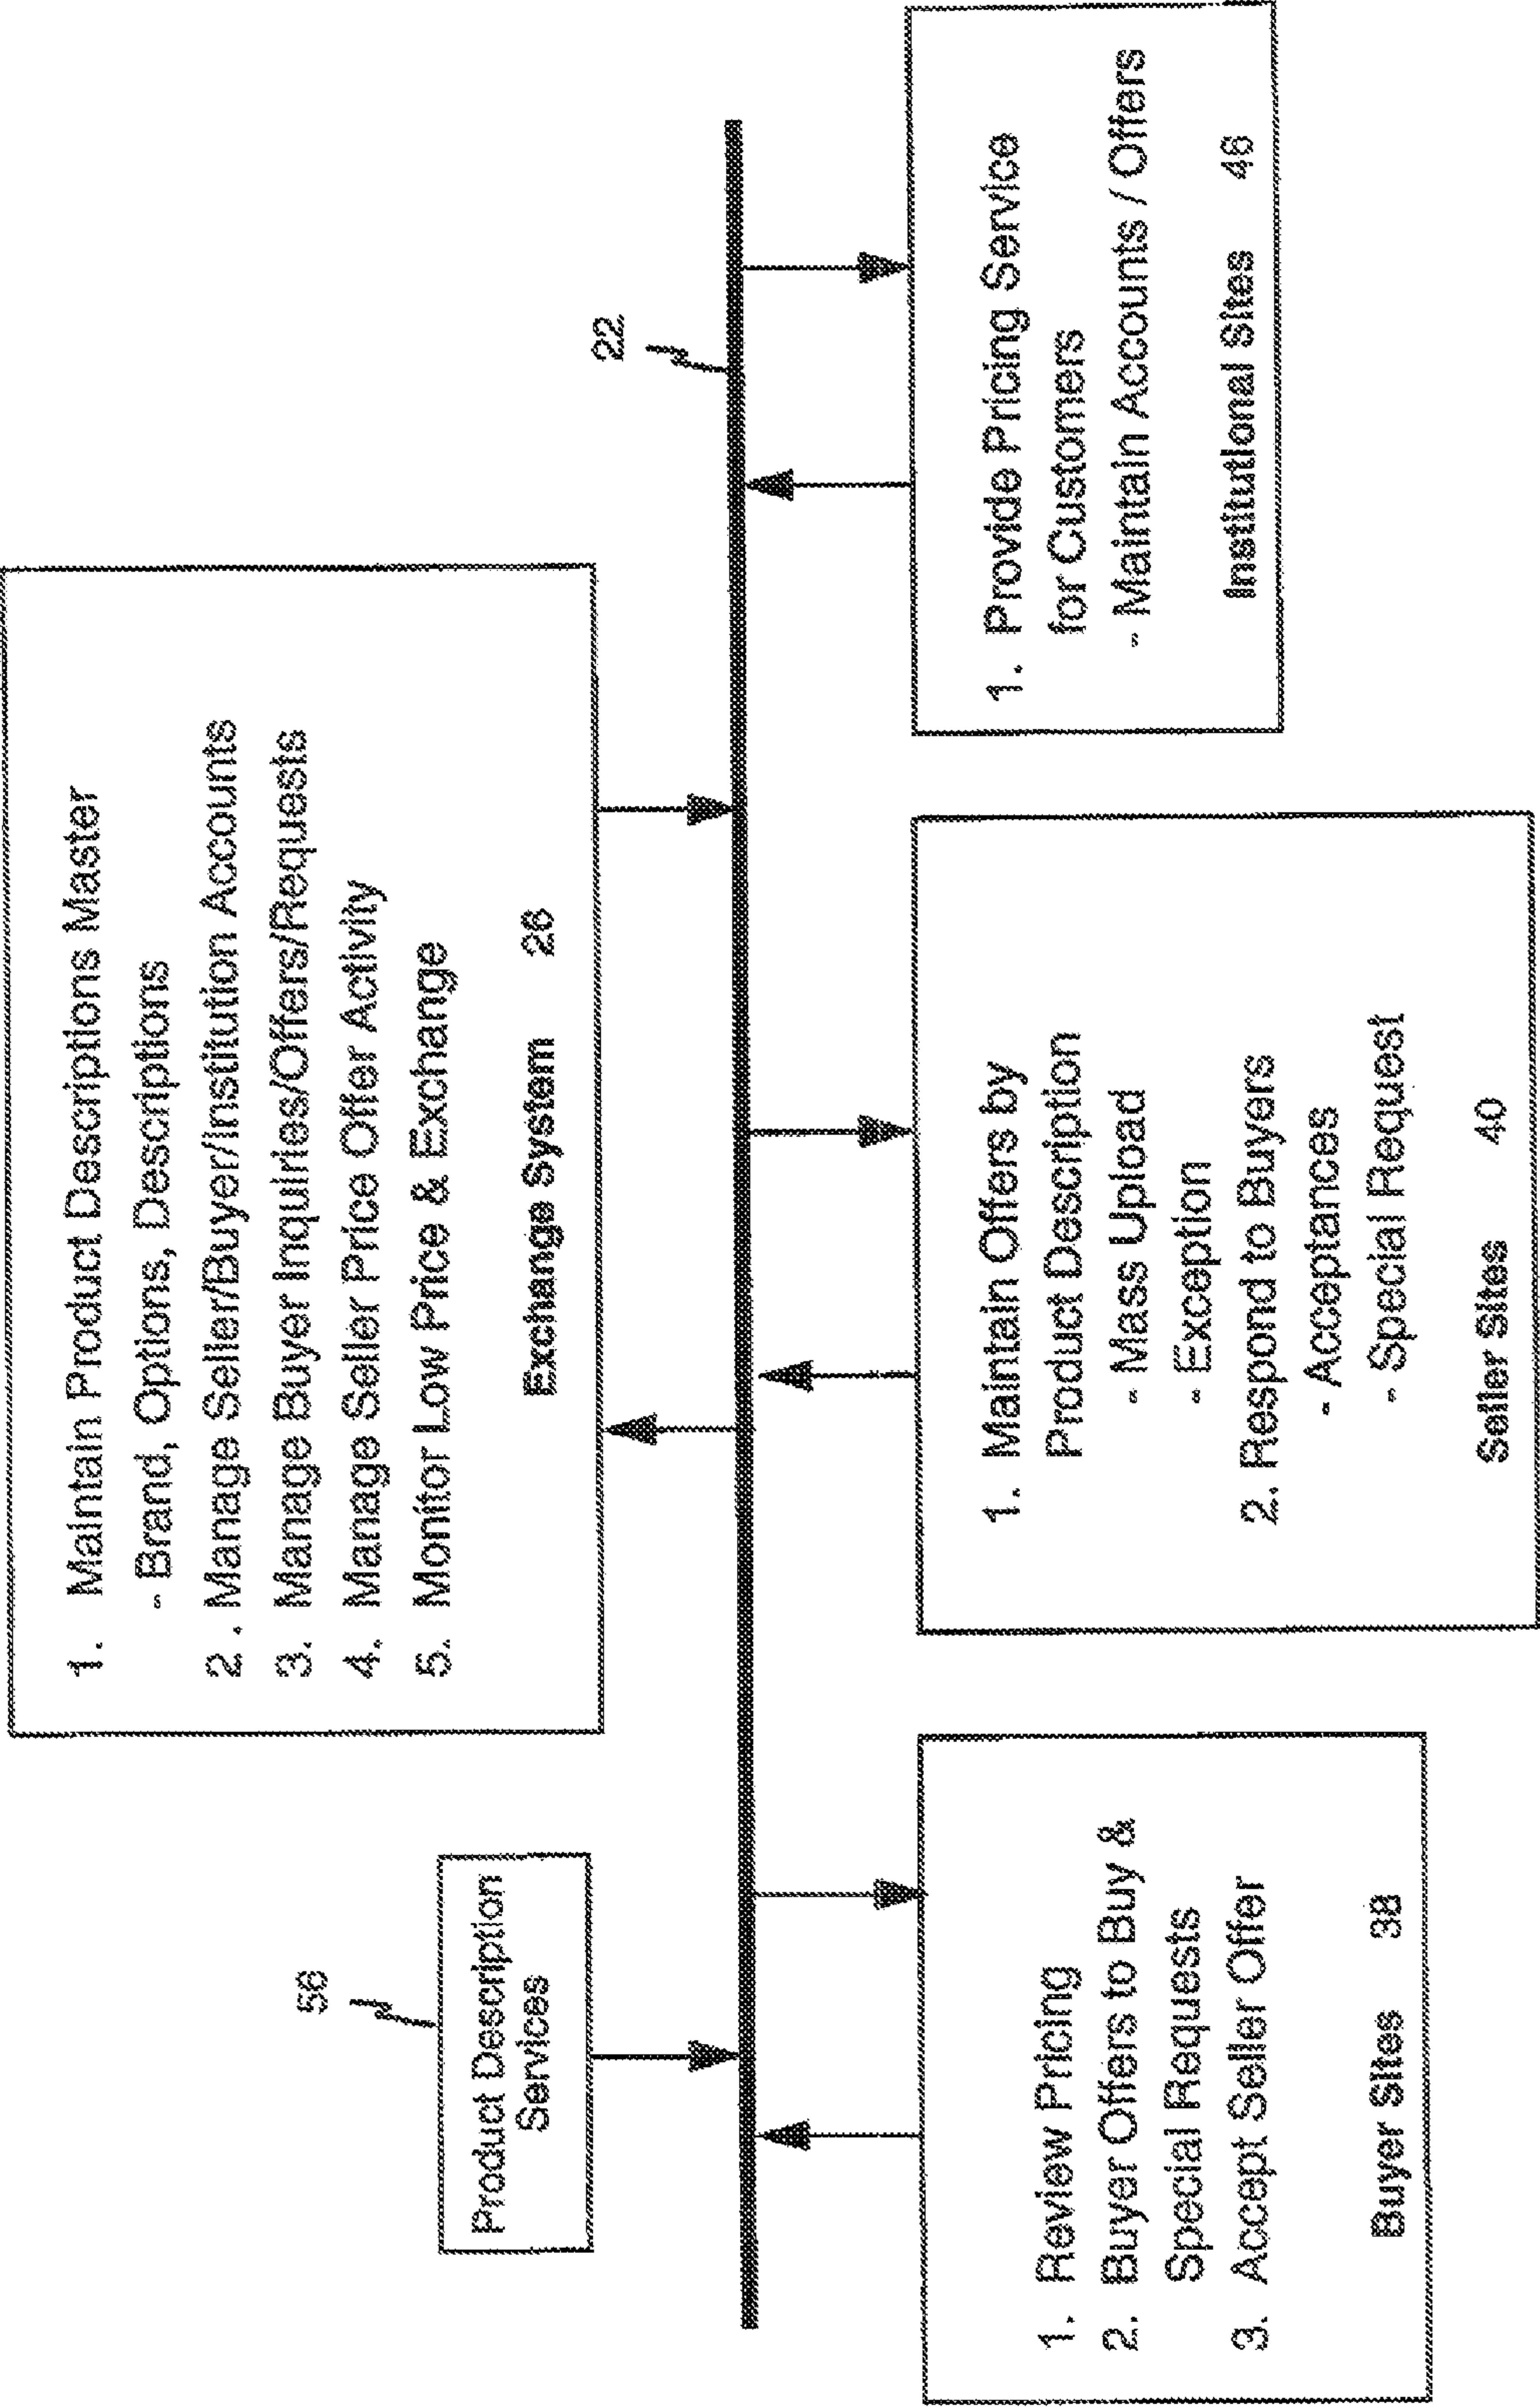 56
Product Description
Services
1. Maintain Product Descriptions Master
- Brand, Options, Descriptions
2. Manage Seller/Buyer/Institution Accounts
3. Manage Buyer Inquiries/Offers/Requests
4. Manage Seller Price Offer Activity
5. Monitor Low Price & Exchange
Exchange System 26
22
1. Review Pricing
2. Buyer Offers to Buy &
Special Requests
3. Accept Seller Offer
Buyer Sites 38
1. Maintain Offers by
Product Description
- Mass Upload
- Exception
2. Respond to Buyers
- Acceptances
- Special Request
Seller Sites 40
1. Provide Pricing Service
for Customers
- Maintain Accounts / Offers
Institutional Sites 46